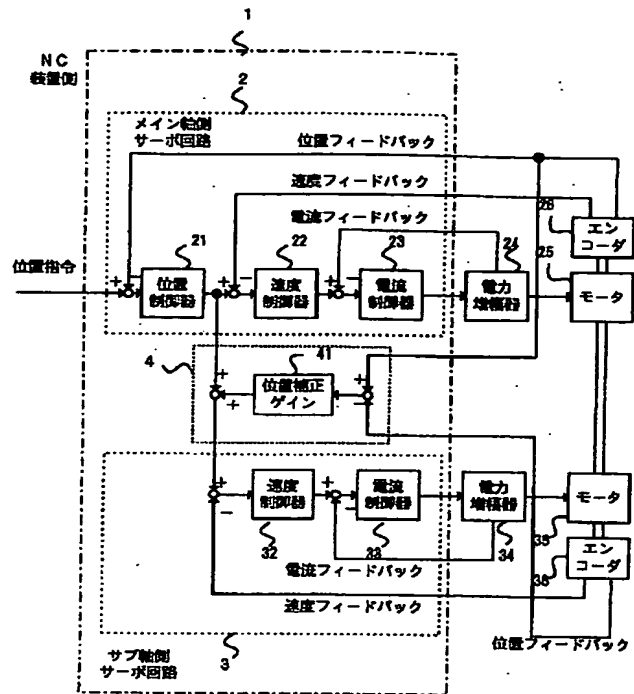 1
NC
装置側
2
メイン軸側
サーボ回路
位置フィードバック
速度フィードバック
電流フィードバック
26
エン
コーダ
21
22
23
24
25
位置指令
+
-
位置
制御器
+
-
速度
制御器
+
-
電流
制御器
電力
増幅器
モータ
4
41
+
+
位置補正
ゲイン
+
-
+
-
速度
制御器
+
-
電流
制御器
電力
増幅器
モータ
32
33
34
35
エン
コーダ
36
電流フィードバック
速度フィードバック
位置フィードバック
サブ軸側
サーボ回路
3